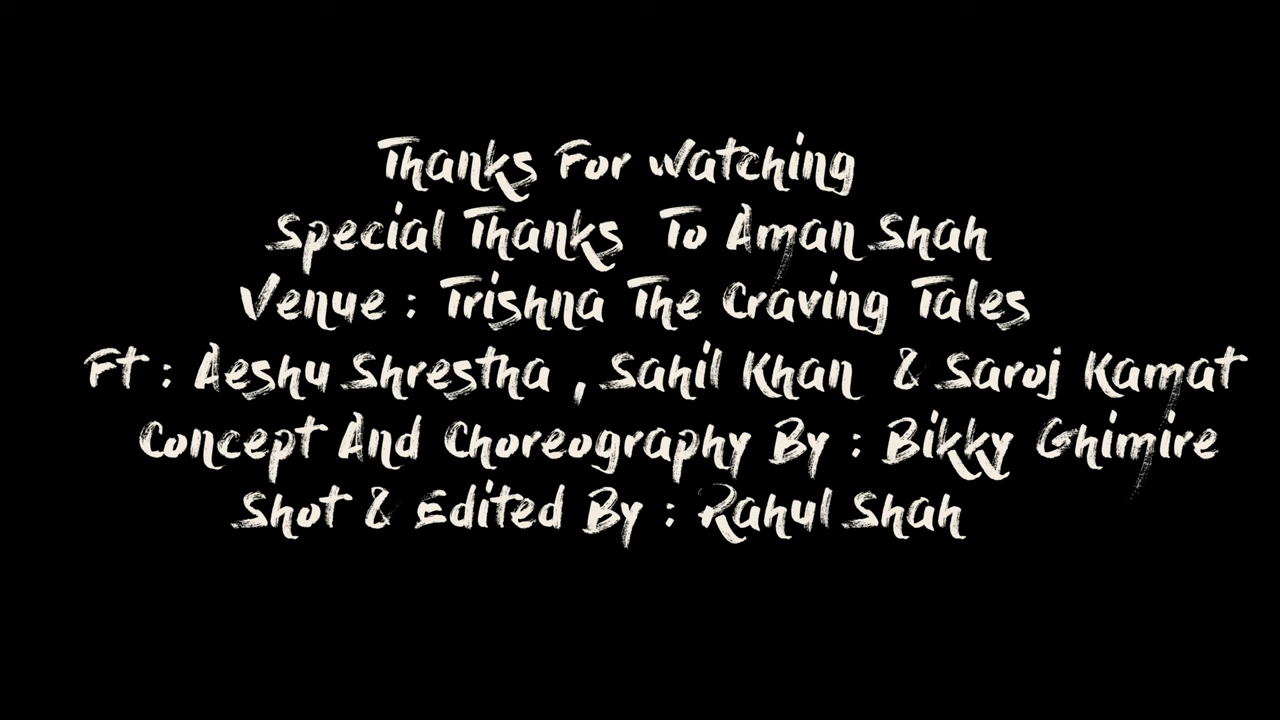 Thanks For Watching
Special Thanks To Aman Shah
Venue : Trishna The Craving Tales
Ft : Aeshu Shrestha , Sahil Khan & Saroj Kamat
Concept And Choreography By : Bikky Ghimire
Shot & Edited By : Rahul Shah